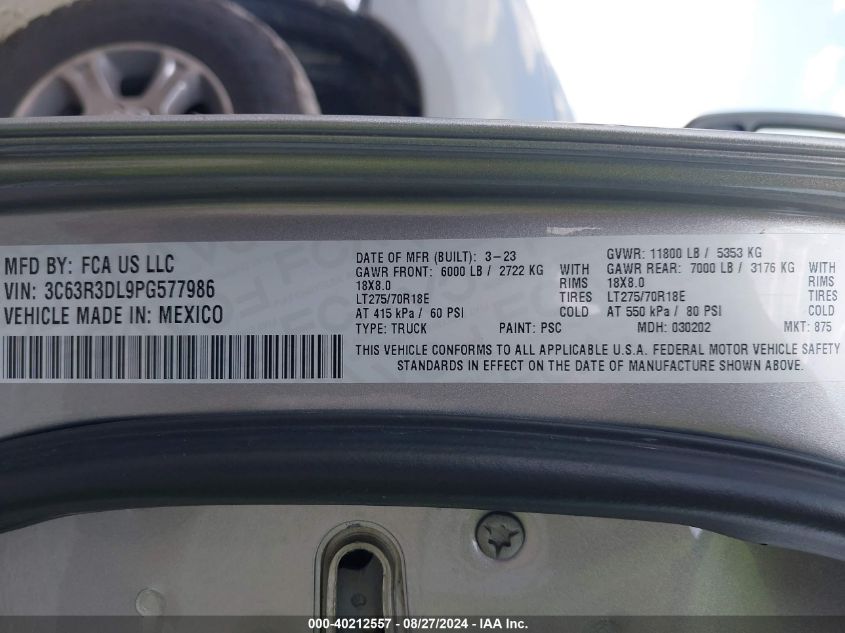 MFD BY: FCA US LLC
VIN: 3C63R3DL9PG577986
VEHICLE MADE IN: MEXICO
DATE OF MFR (BUILT): 3-23
GAWR FRONT: 6000 LB / 2722 KG WITH
18X8.0 RIMS
LT275/70R18E TIRES
AT 415 kPa / 60 PSI COLD
TYPE: TRUCK PAINT: PSC
GVWR: 11800 LB / 5353 KG
GAWR REAR: 7000 LB / 3176 KG WITH
18X8.0 RIMS
LT275/70R18E TIRES
AT 550 kPa / 80 PSI COLD
MDH: 030202 MKT: 875
THIS VEHICLE CONFORMS TO ALL APPLICABLE U.S.A. FEDERAL MOTOR VEHICLE SAFETY
STANDARDS IN EFFECT ON THE DATE OF MANUFACTURE SHOWN ABOVE.
000-40212557 - 08/27/2024 - IAA Inc.